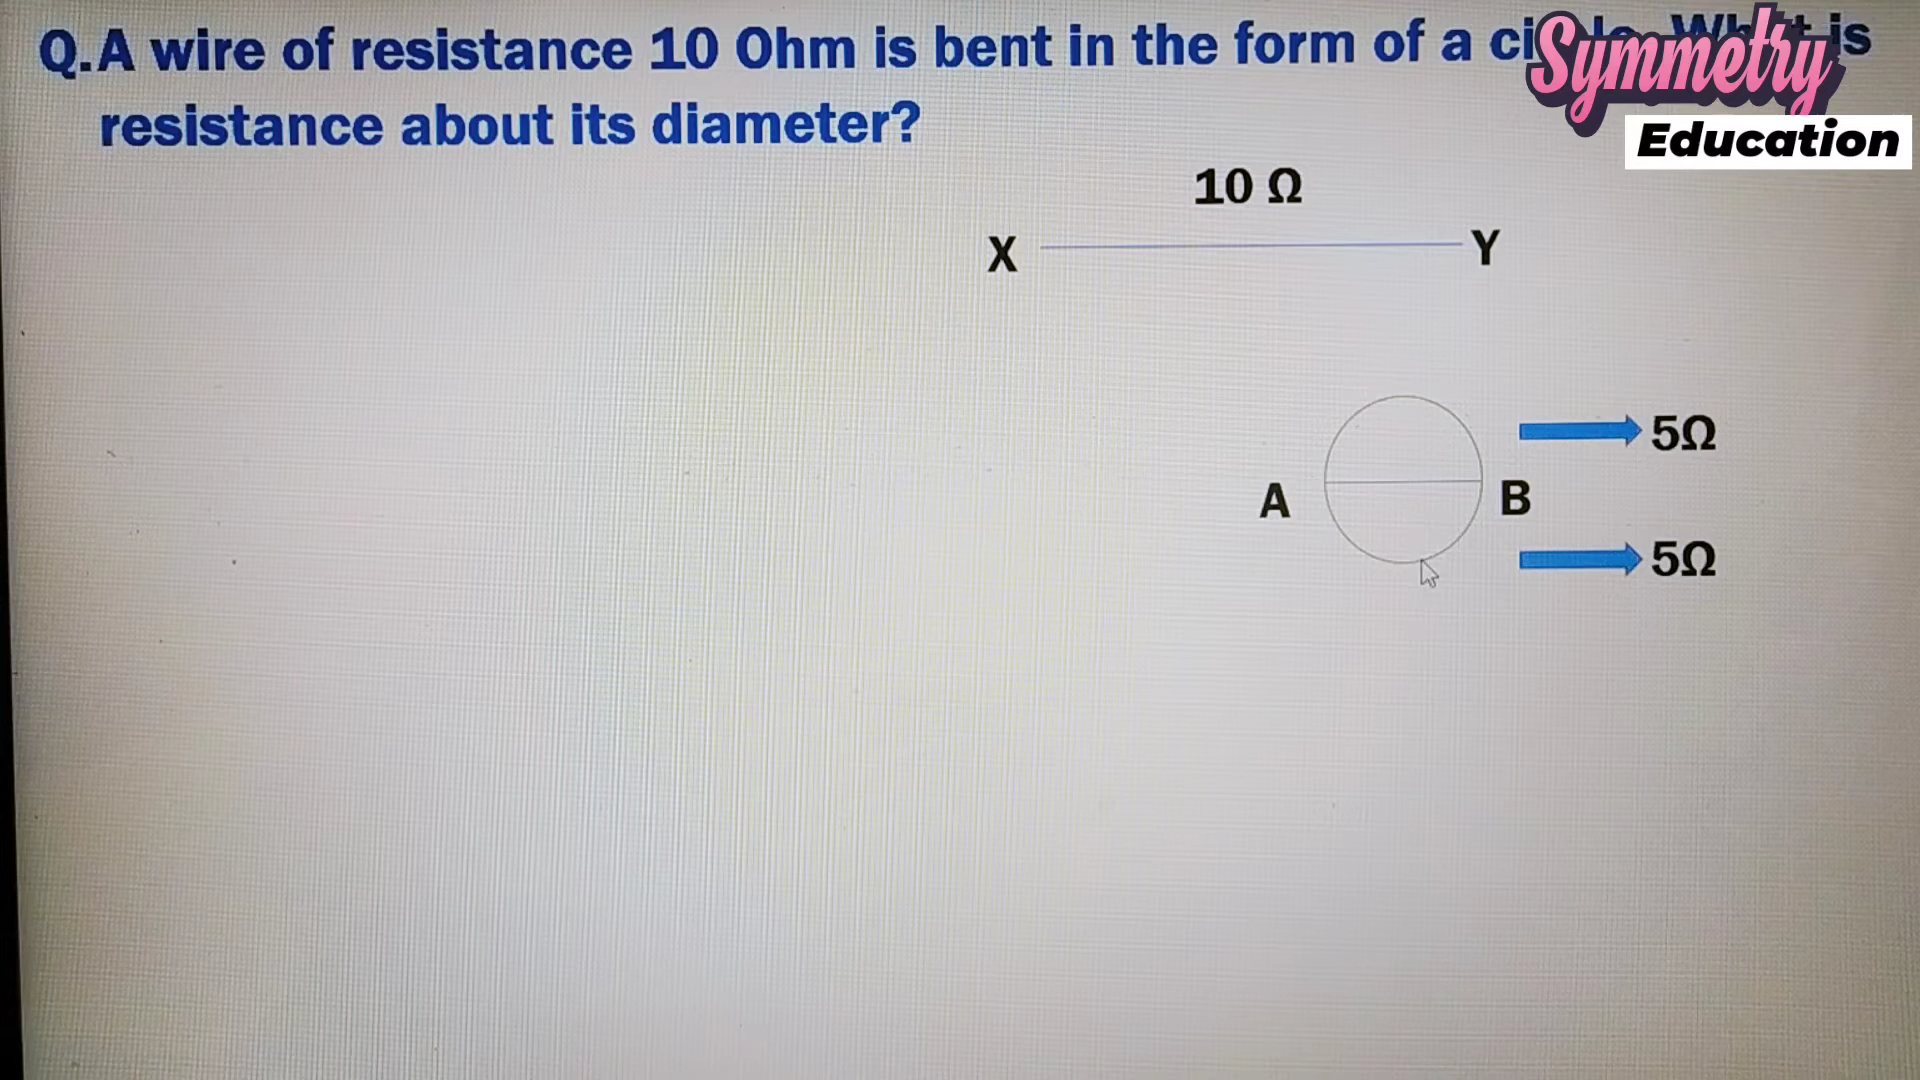 Q.A wire of resistance 10 Ohm is bent in the form of a is
resistance about its diameter?
Symmetry
Education
10 Ω
X Y
5Ω
A B
5Ω